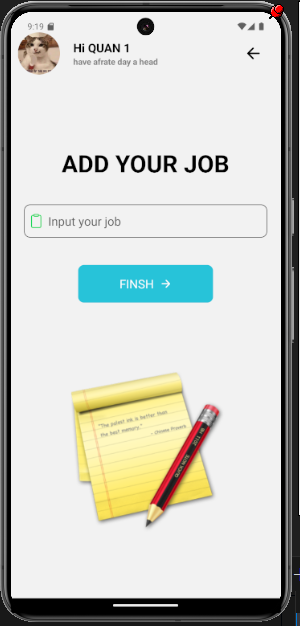 9:19
Hi QUAN 1
have afrate day a head
ADD YOUR JOB
Input your job
FINSH
"The palest ink is better than
the best memory."
- Chinese Proverb